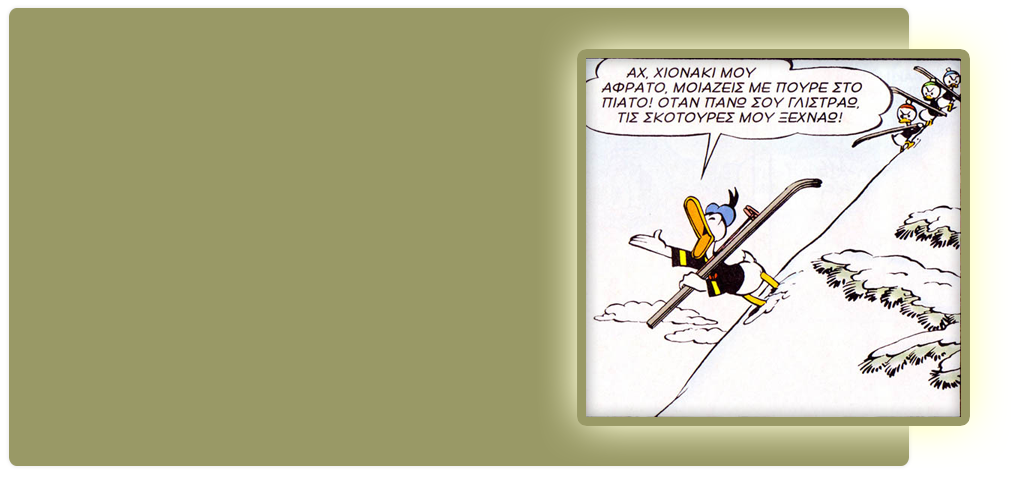 ΑΧ, ΧΙΟΝΑΚΙ ΜΟΥ
ΑΦΡΑΤΟ, ΜΟΙΑΖΕΙΣ ΜΕ ΠΟΥΡΕ ΣΤΟ
ΠΙΑΤΟ! ΟΤΑΝ ΠΑΝΩ ΣΟΥ ΓΛΙΣΤΡΑΩ,
ΤΙΣ ΣΚΟΤΟΥΡΕΣ ΜΟΥ ΞΕΧΝΑΩ!